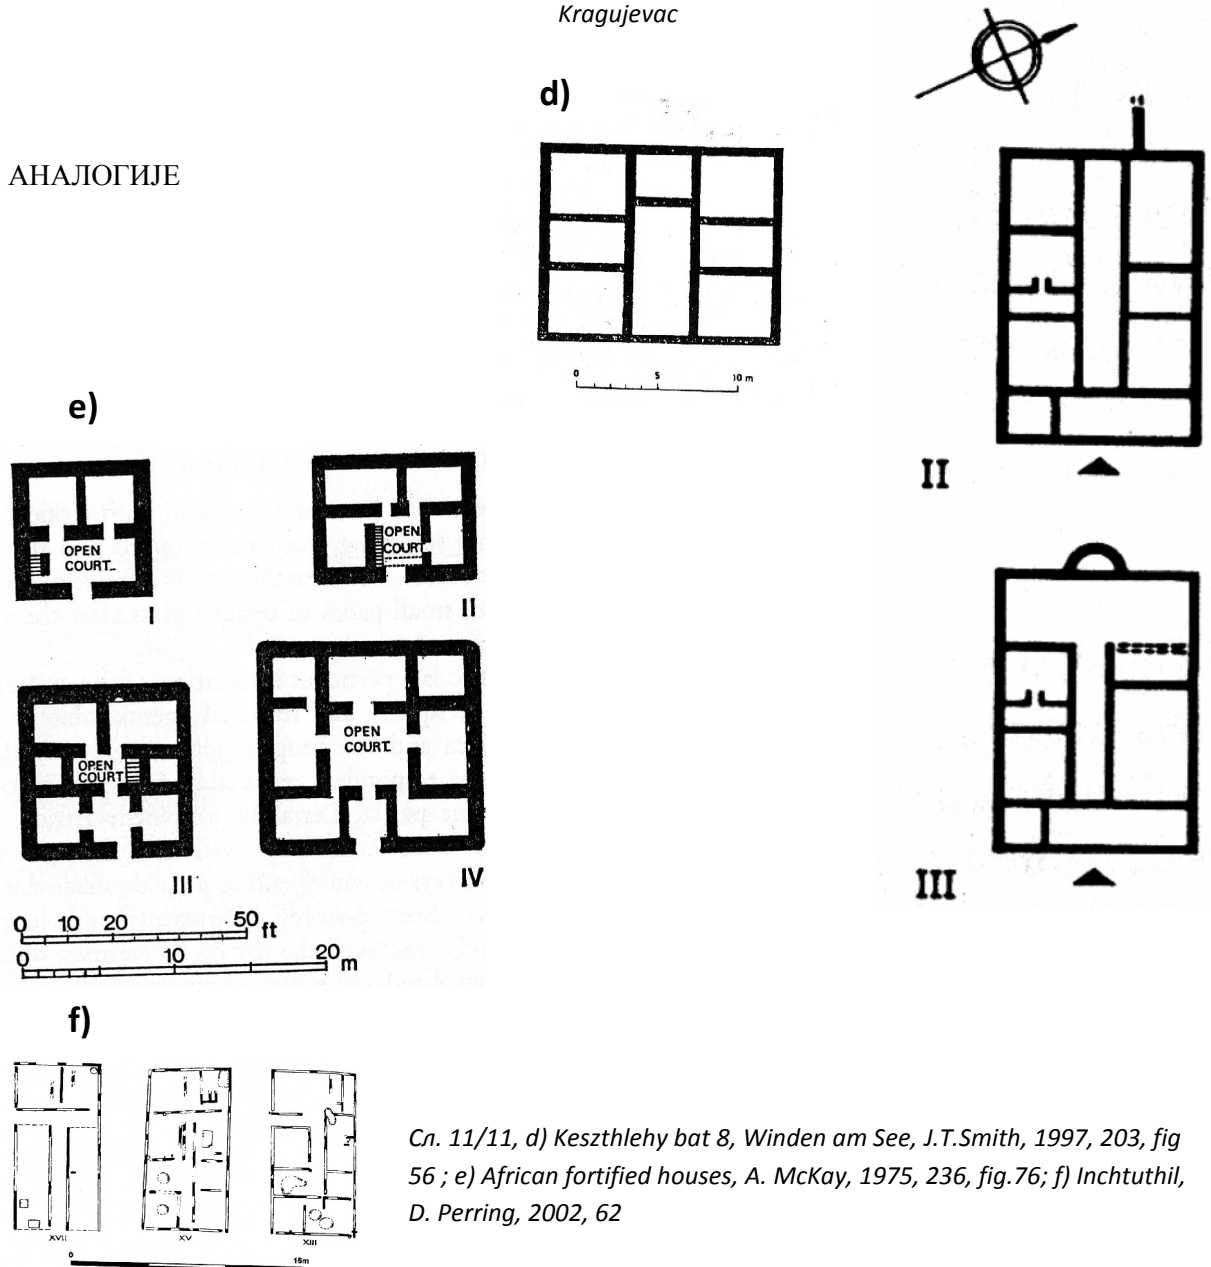 Kragujevac
d)
АНАЛОГИЈЕ
0 5 10 m
II
III
e)
OPEN
COURT
I
OPEN
COURT
II
OPEN
COURT
III
OPEN
COURT
IV
0 10 20 50 ft
0 10 20 m
f)
XVII
XV
XIII
0 15m
Сл. 11/11, d) Keszthlehy bat 8, Winden am See, J.T.Smith, 1997, 203, fig
56 ; e) African fortified houses, A. McKay, 1975, 236, fig.76; f) Inchtuthil,
D. Perring, 2002, 62